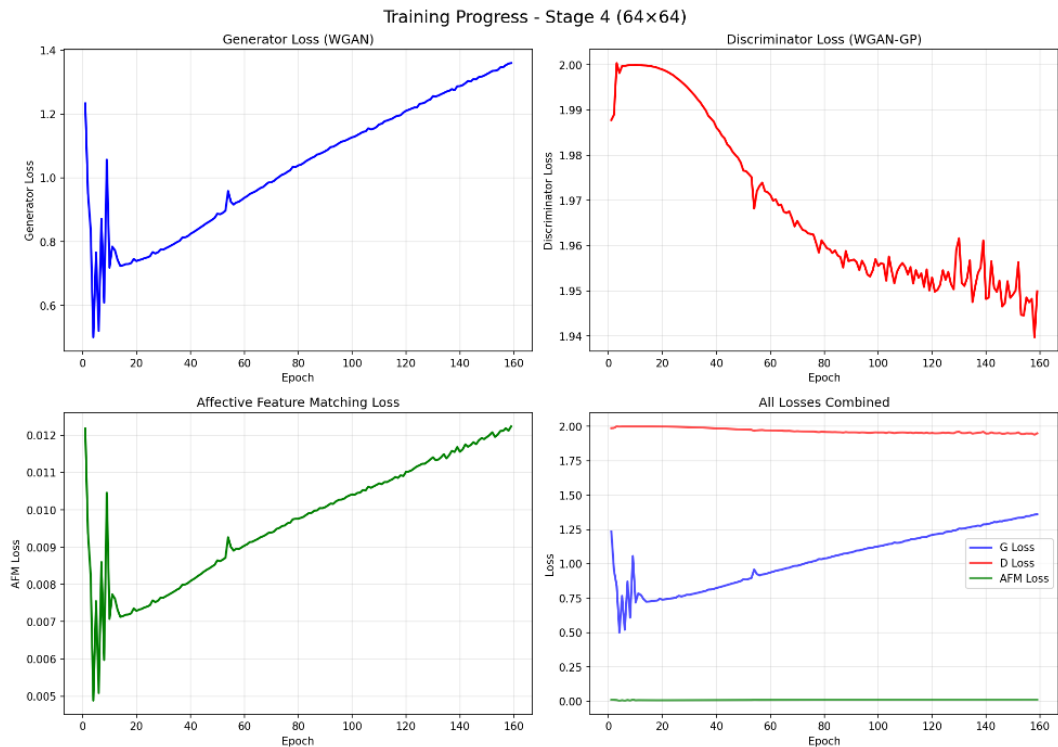 Training Progress - Stage 4 (64×64)
Generator Loss (WGAN)
1.4
1.2
1.0
0.8
0.6
Generator Loss
0 20 40 60 80 100 120 140 160
Epoch
Discriminator Loss (WGAN-GP)
2.00
1.99
1.98
1.97
1.96
1.95
1.94
Discriminator Loss
0 20 40 60 80 100 120 140 160
Epoch
Affective Feature Matching Loss
0.012
0.011
0.010
0.009
0.008
0.007
0.006
0.005
AFM Loss
0 20 40 60 80 100 120 140 160
Epoch
All Losses Combined
2.00
1.75
1.50
1.25
1.00
0.75
0.50
0.25
0.00
Loss
G Loss
D Loss
AFM Loss
0 20 40 60 80 100 120 140 160
Epoch